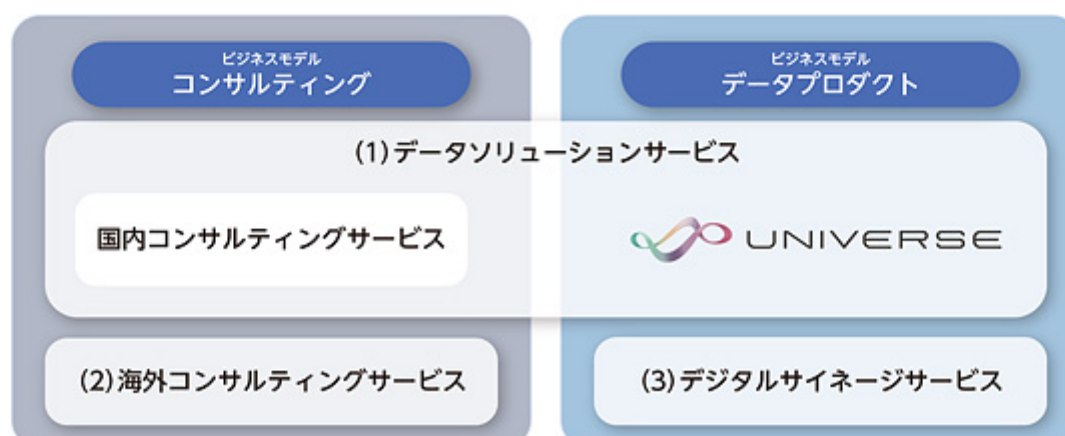 ビジネスモデル
コンサルティング
ビジネスモデル
データプロダクト
(1)データソリューションサービス
国内コンサルティングサービス
UNIVERSE
(2)海外コンサルティングサービス
(3)デジタルサイネージサービス